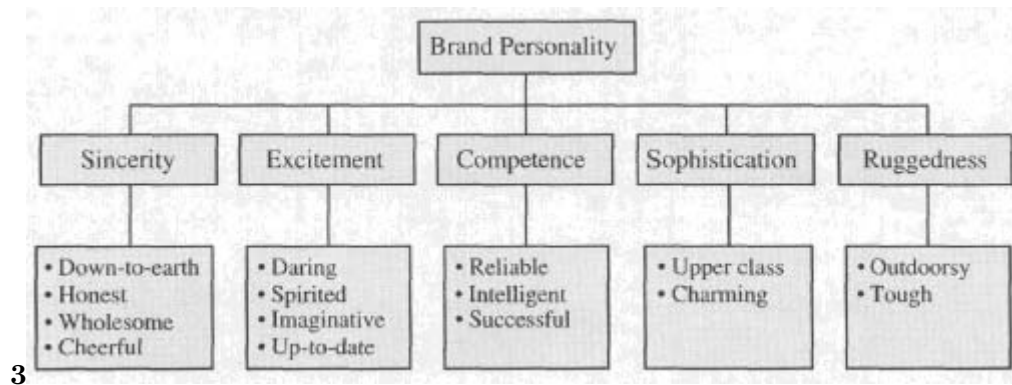 Brand Personality
Sincerity
Excitement
Competence
Sophistication
Ruggedness
• Down-to-earth
• Honest
• Wholesome
• Cheerful
• Daring
• Spirited
• Imaginative
• Up-to-date
• Reliable
• Intelligent
• Successful
• Upper class
• Charming
• Outdoorsy
• Tough
3